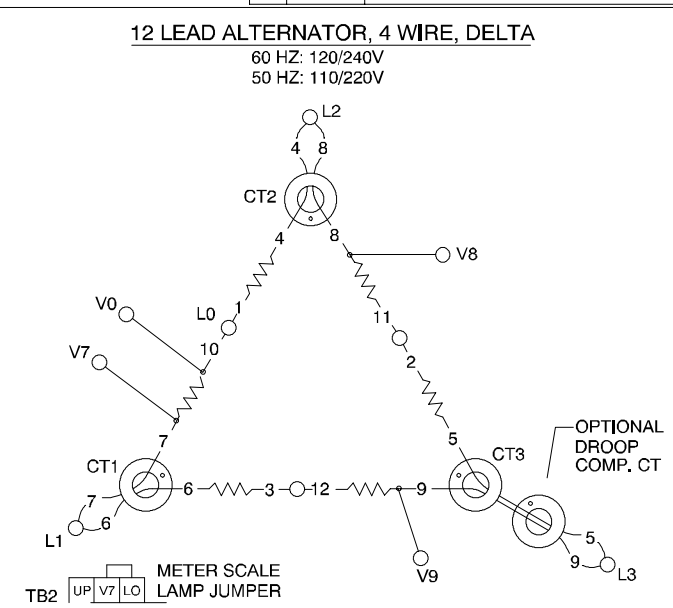 12 LEAD ALTERNATOR, 4 WIRE, DELTA
60 HZ: 120/240V
50 HZ: 110/220V
L2
4 8
CT2
4 8
V8
V0
1
L0
11
10
V7
2
7
5
OPTIONAL
DROOP
COMP. CT
CT1
CT3
7
6 3 12 9
6
L1
5
9
L3
V9
METER SCALE
LAMP JUMPER
TB2 UP V7 LO